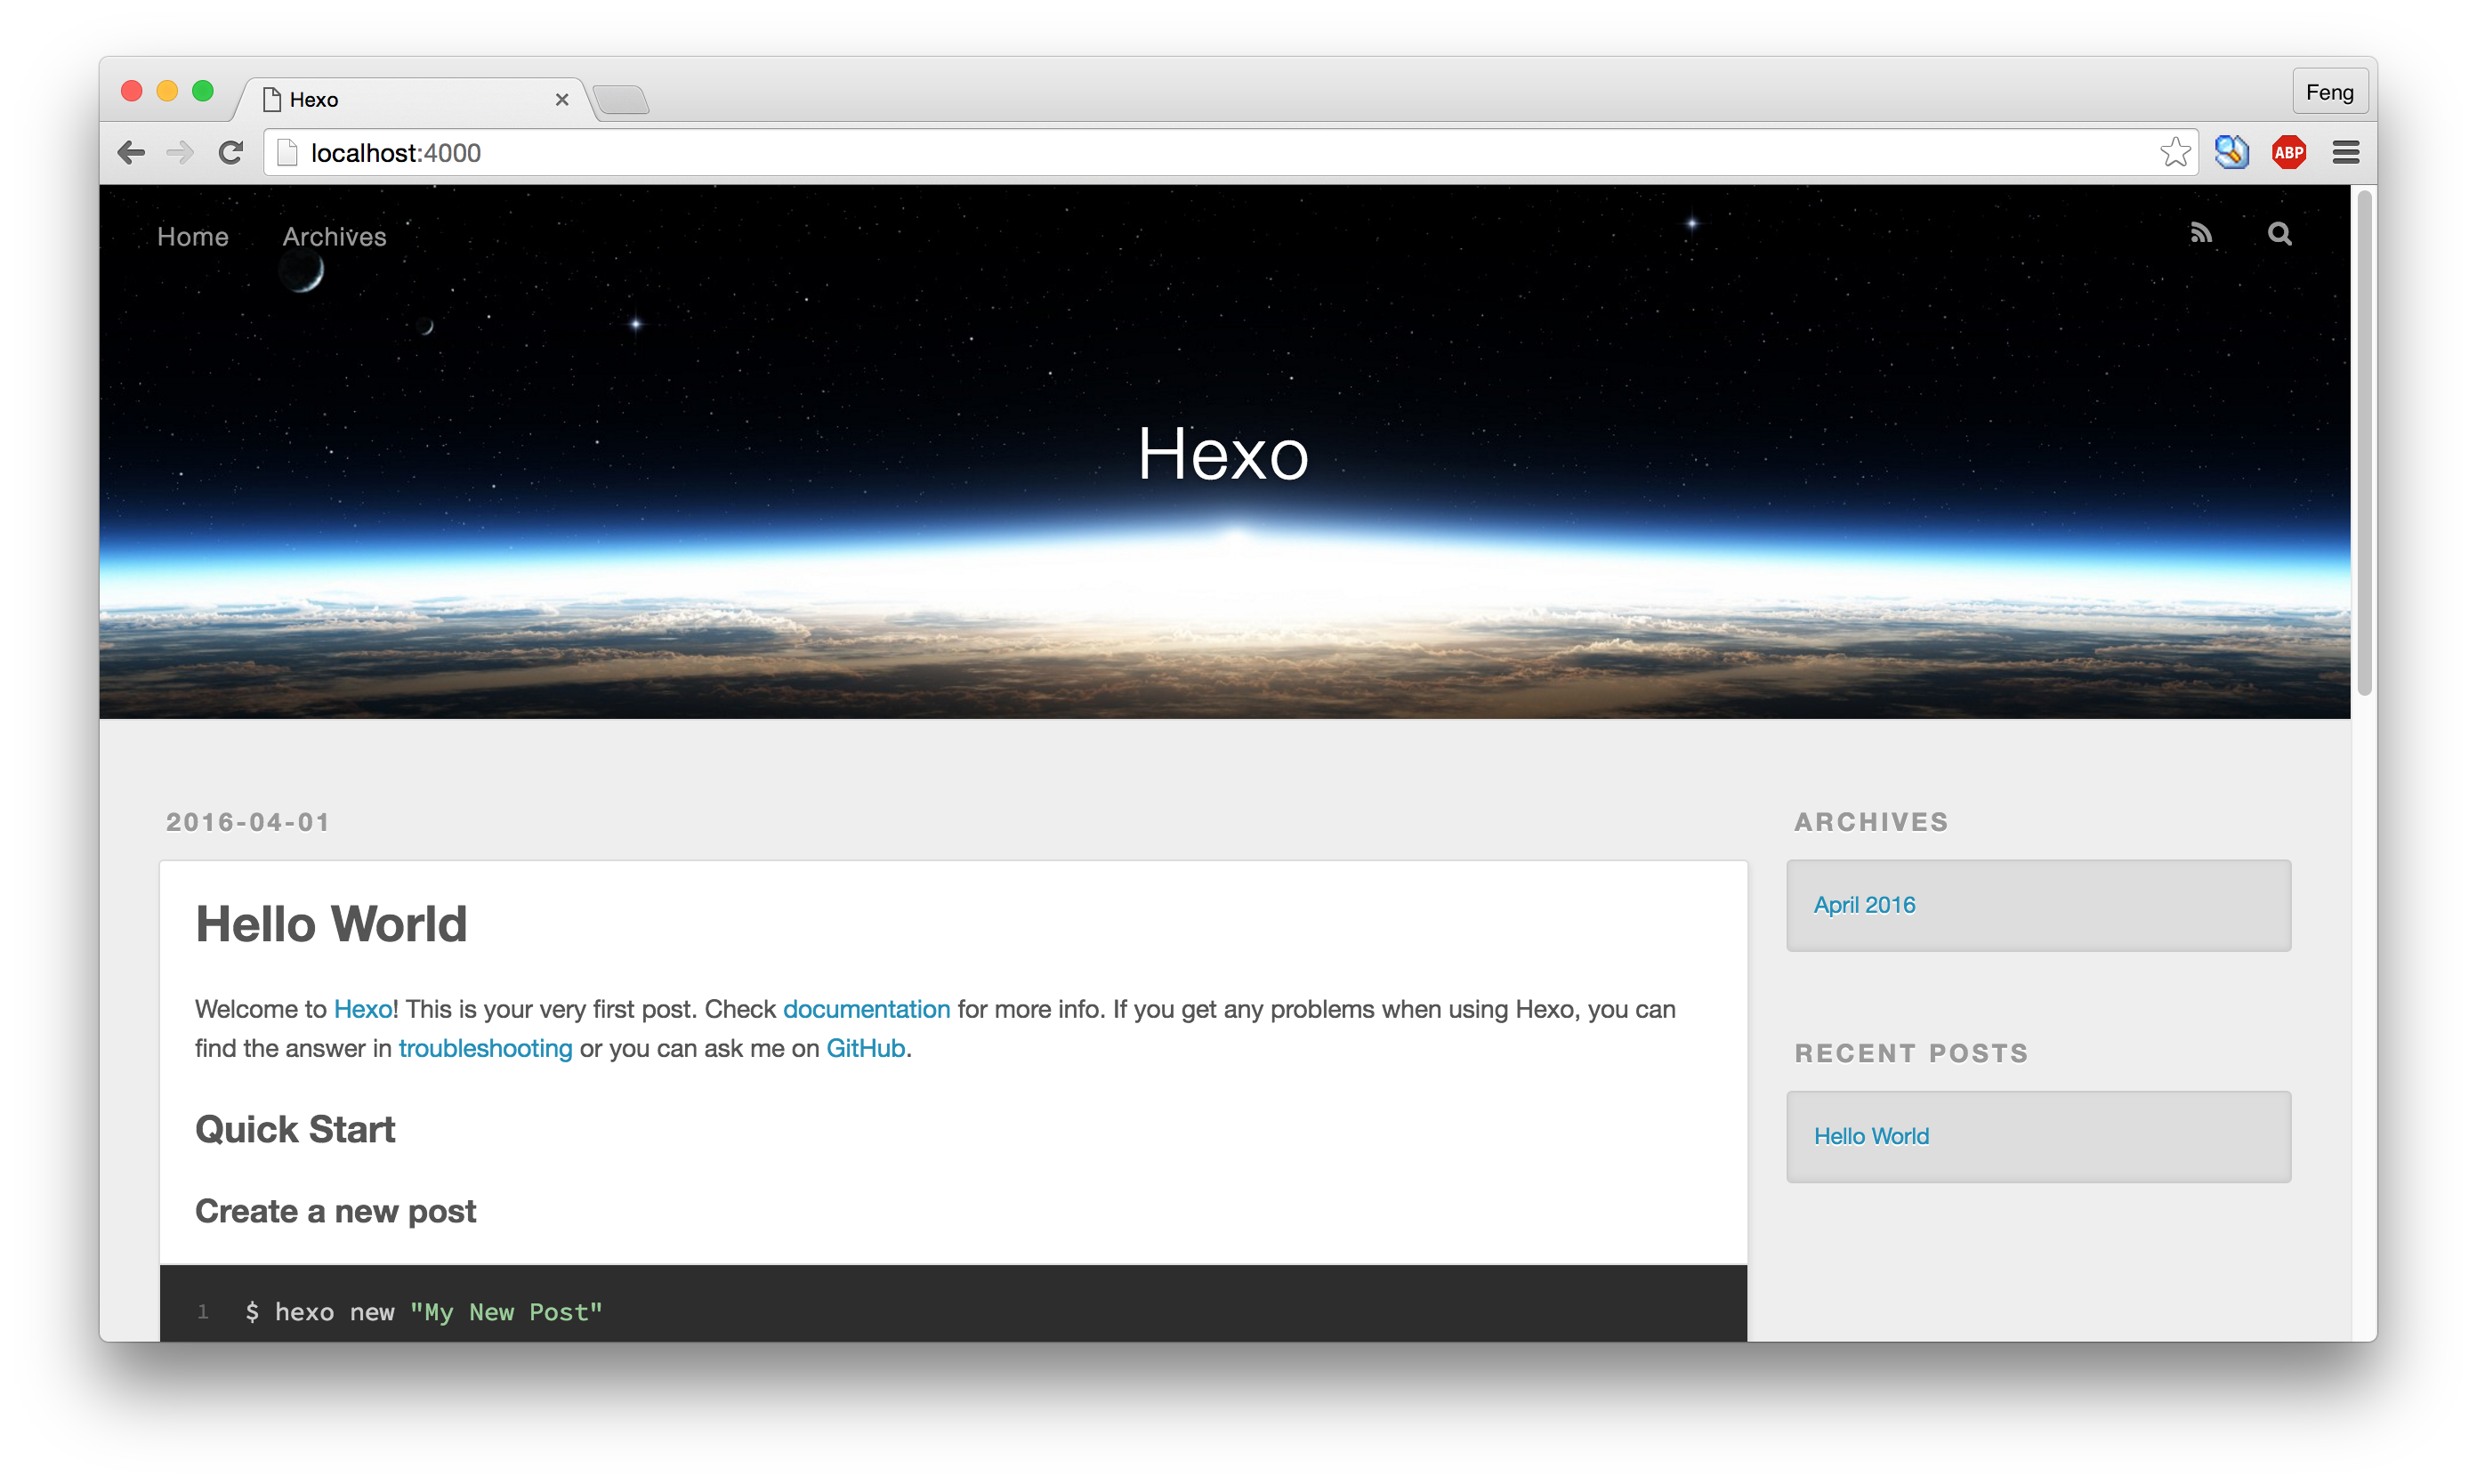 Hexo
Feng
localhost:4000
ABP
Home
Archives
Hexo
2016-04-01
Hello World
Welcome to Hexo! This is your very first post. Check documentation for more info. If you get any problems when using Hexo, you can
find the answer in troubleshooting or you can ask me on GitHub.
Quick Start
Create a new post
1 $ hexo new "My New Post"
ARCHIVES
April 2016
RECENT POSTS
Hello World